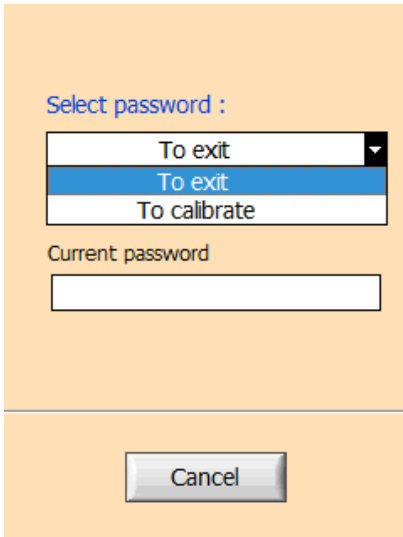 Select password :
To exit
To exit
To calibrate
Current password
Cancel